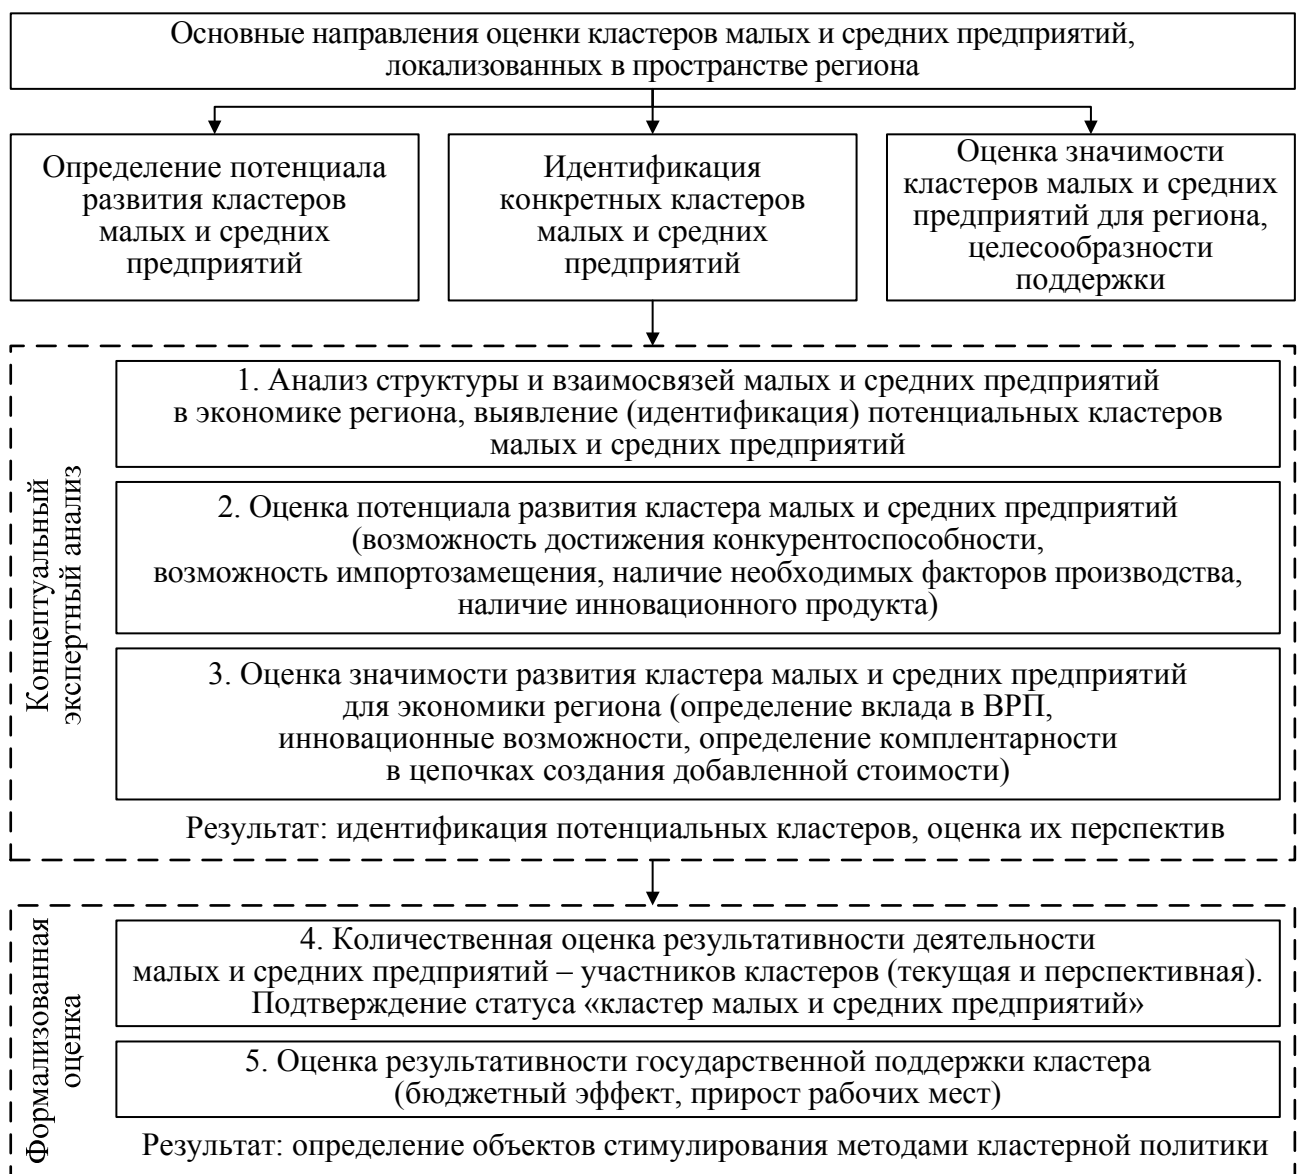 Основные направления оценки кластеров малых и средних предприятий,
локализованных в пространстве региона
Определение потенциала
развития кластеров
малых и средних
предприятий
Идентификация
конкретных кластеров
малых и средних
предприятий
Оценка значимости
кластеров малых и средних
предприятий для региона,
целесообразности
поддержки
Концептуальный
экспертный анализ
1. Анализ структуры и взаимосвязей малых и средних предприятий
в экономике региона, выявление (идентификация) потенциальных кластеров
малых и средних предприятий
2. Оценка потенциала развития кластера малых и средних предприятий
(возможность достижения конкурентоспособности,
возможность импортозамещения, наличие необходимых факторов производства,
наличие инновационного продукта)
3. Оценка значимости развития кластера малых и средних предприятий
для экономики региона (определение вклада в ВРП,
инновационные возможности, определение комплентарности
в цепочках создания добавленной стоимости)
Результат: идентификация потенциальных кластеров, оценка их перспектив
Формализованная
оценка
4. Количественная оценка результативности деятельности
малых и средних предприятий – участников кластеров (текущая и перспективная).
Подтверждение статуса «кластер малых и средних предприятий»
5. Оценка результативности государственной поддержки кластера
(бюджетный эффект, прирост рабочих мест)
Результат: определение объектов стимулирования методами кластерной политики